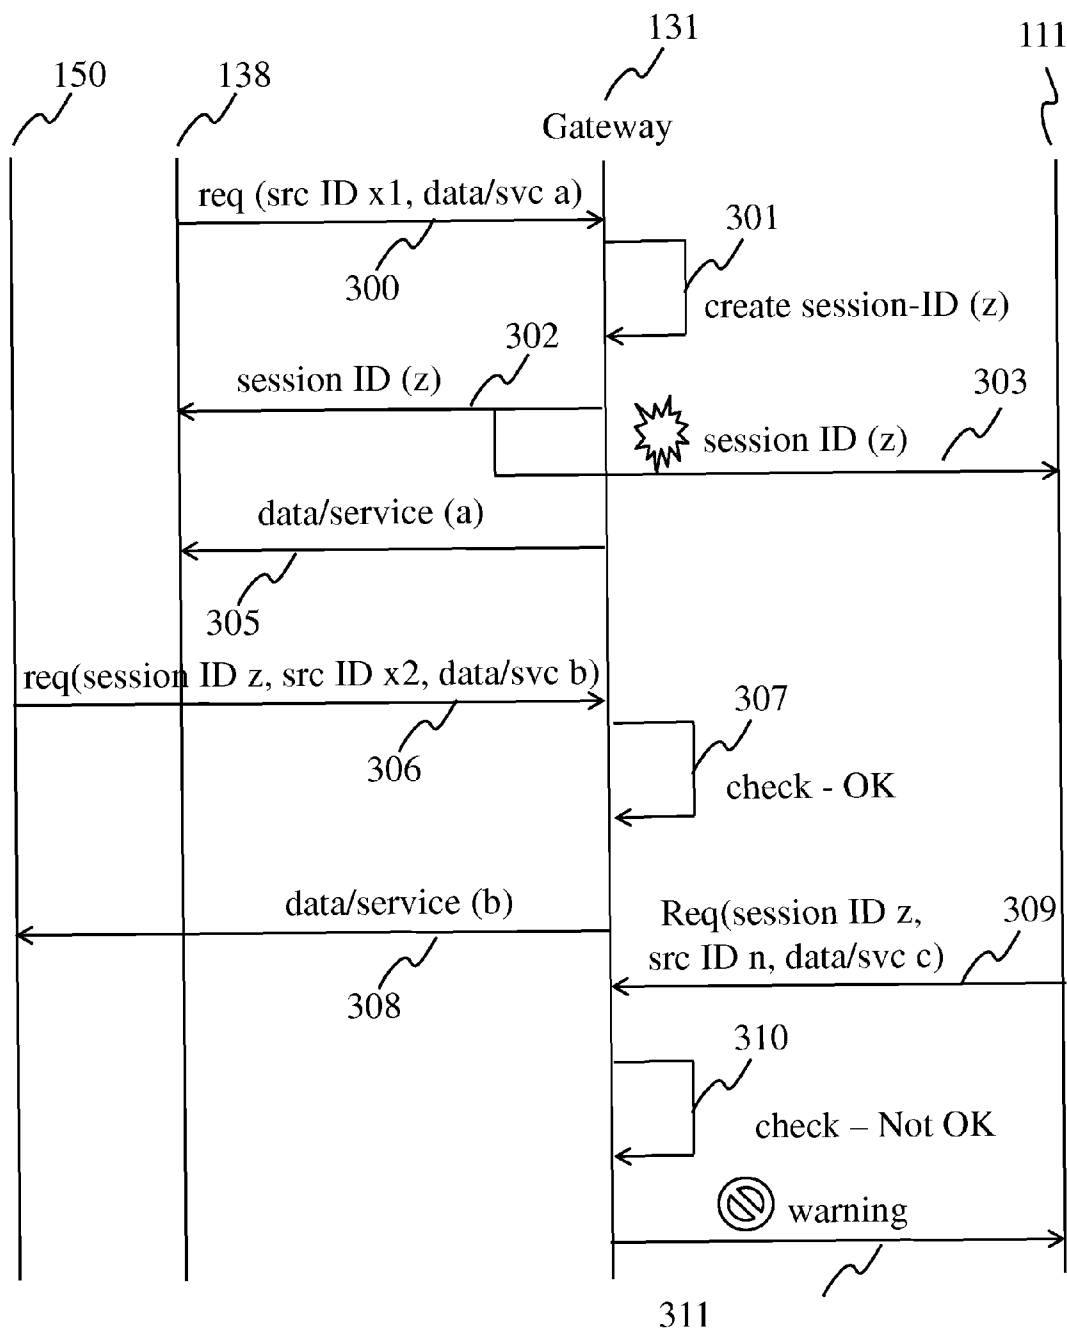 131
111
150
138
Gateway
req (src ID x1, data/svc a)
301
300
create session-ID (z)
302
session ID (z)
303
session ID (z)
data/service (a)
305
req(session ID z, src ID x2, data/svc b)
307
306
check - OK
data/service (b)
Req(session ID z,
309
src ID n, data/svc c)
308
310
check – Not OK
warning
311